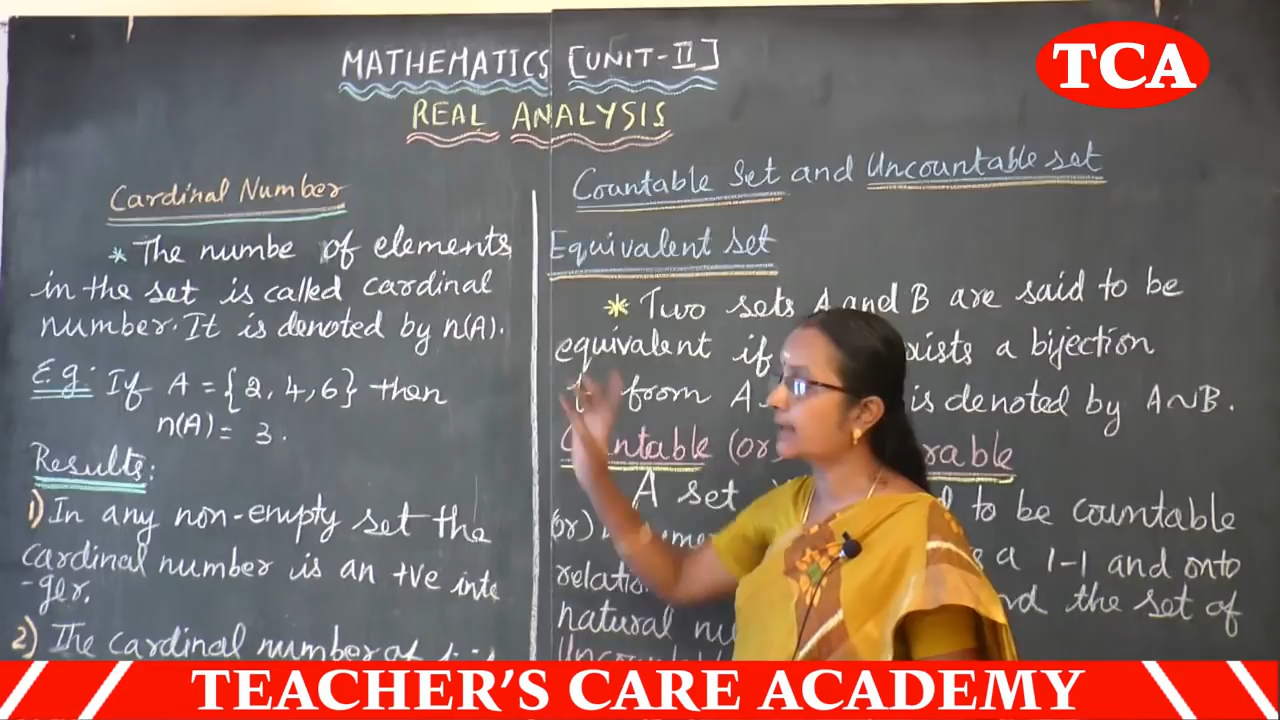 MATHEMATICS [UNIT-II]
REAL ANALYSIS
TCA
Cardinal Number
* The numbe of elements
in the set is called cardinal
number. It is denoted by n(A).
E.g: If A = {2, 4, 6} then
n(A) = 3.
Results:
1) In any non-empty set the
cardinal number is an +ve inte
-ger.
2) The cardinal number of
Countable Set and Uncountable set
Equivalent set
* Two sets A and B are said to be
equivalent if exists a bijection
from A is denoted by A~B.
Countable (or)
A set to be countable
(or) a 1-1 and onto
the set of
natural
TEACHER'S CARE ACADEMY